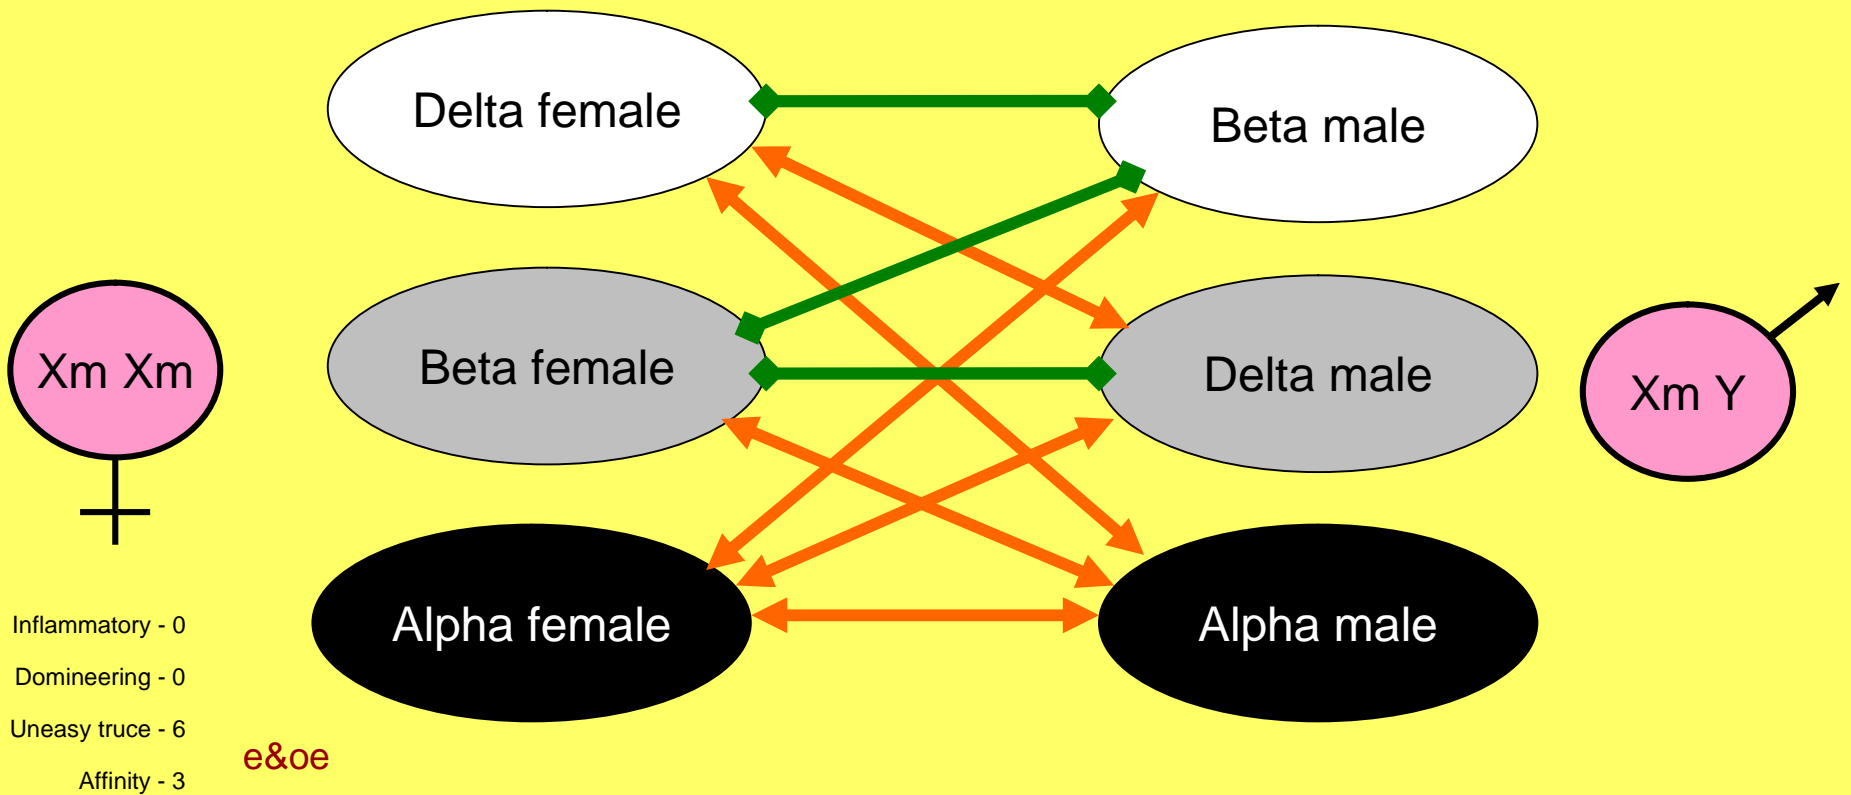 Delta female
Beta male
Xm Xm
Beta female
Delta male
Xm Y
Alpha female
Alpha male
Inflammatory - 0
Domineering - 0
Uneasy truce - 6
Affinity - 3
e&oe